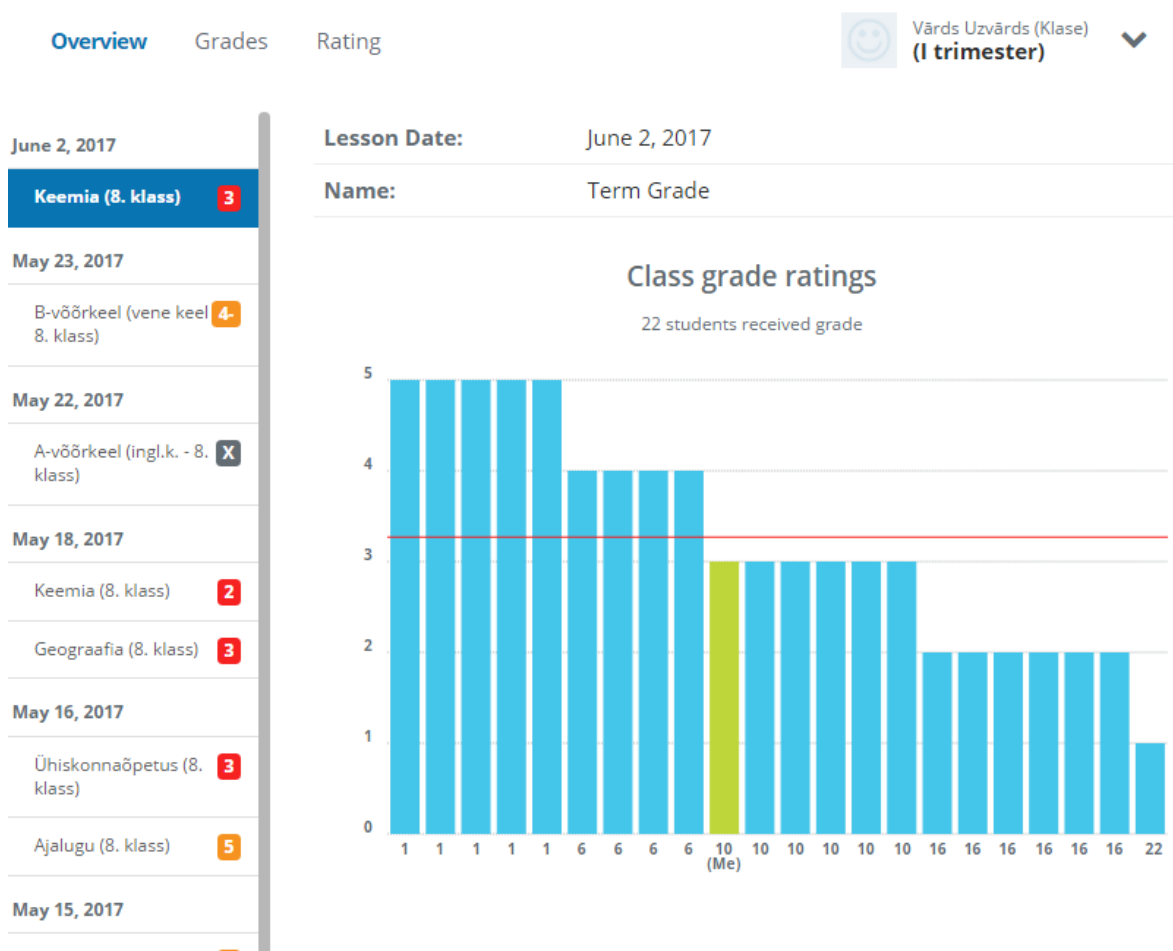 Overview Grades Rating
Vārds Uzvārds (Klase)
(I trimester)
June 2, 2017
Keemia (8. klass) 3
May 23, 2017
B-võõrkeel (vene keel 4-
8. klass)
May 22, 2017
A-võõrkeel (ingl.k. - 8. X
klass)
May 18, 2017
Keemia (8. klass) 2
Geograafia (8. klass) 3
May 16, 2017
Ühiskonnaõpetus (8. 3
klass)
Ajalugu (8. klass) 5
May 15, 2017
Lesson Date: June 2, 2017
Name: Term Grade
Class grade ratings
22 students received grade
5
4
3
2
1
0
1 1 1 1 1 6 6 6 6 10 10 10 10 10 10 16 16 16 16 16 16 22
(Me)